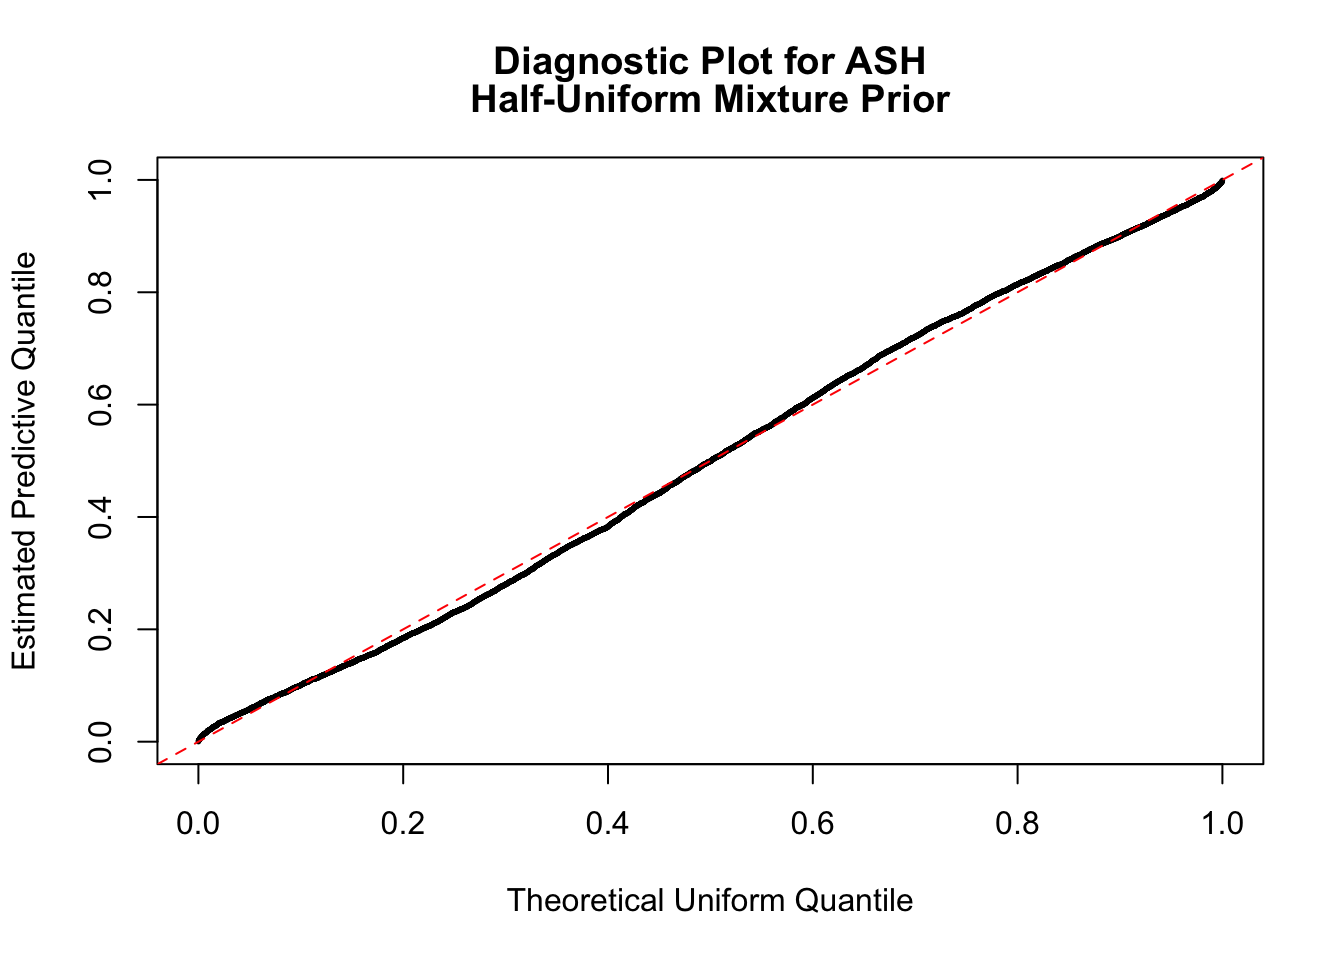 Diagnostic Plot for ASH
Half-Uniform Mixture Prior
Estimated Predictive Quantile
1.0
0.8
0.6
0.4
0.2
0.0
0.0 0.2 0.4 0.6 0.8 1.0
Theoretical Uniform Quantile